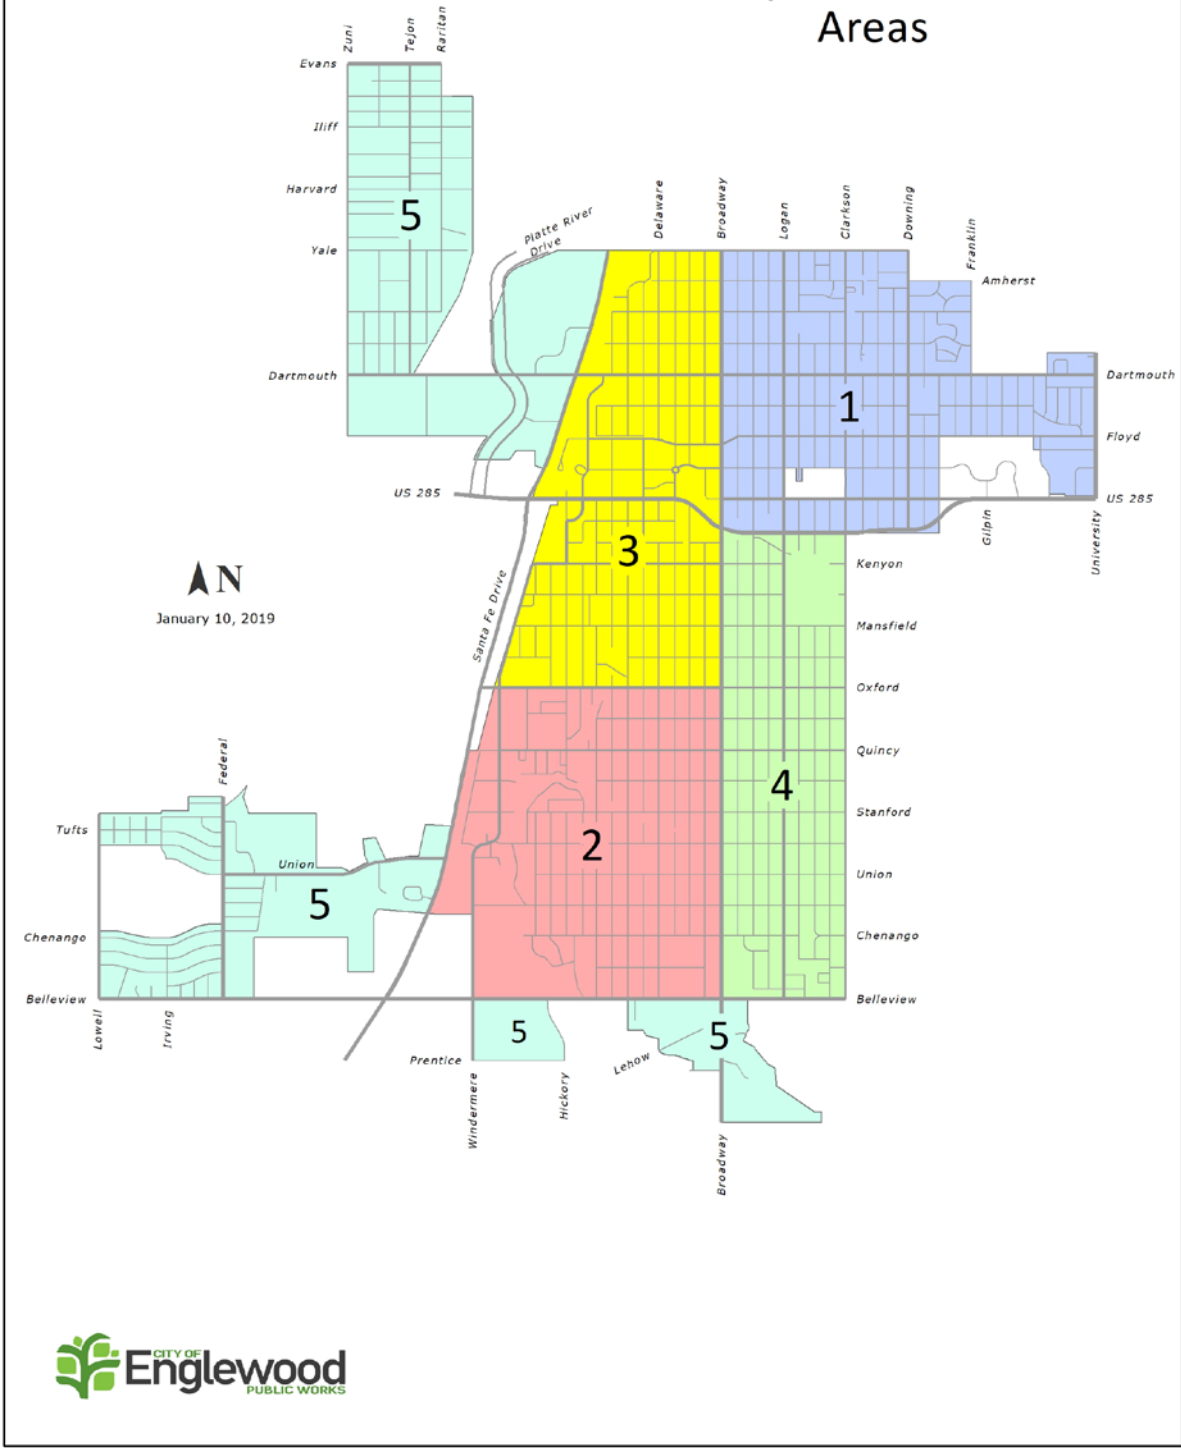 Areas
Zuni
Tejon
Raritan
Evans
Iliff
Harvard
5
Yale
Platte River
Drive
Delaware
Broadway
Logan
Clarkson
Downing
Franklin
Amherst
Dartmouth
Dartmouth
1
Floyd
US 285
US 285
Gilpin
University
3
Kenyon
N
January 10, 2019
Santa Fe Drive
Mansfield
Oxford
Quincy
Federal
4
Stanford
Tufts
2
Union
Union
5
Chenango
Chenango
Belleview
Belleview
Lowell
Irving
5
5
Prentice
Lehow
Windermere
Hickory
Broadway
CITY OF
Englewood
PUBLIC WORKS